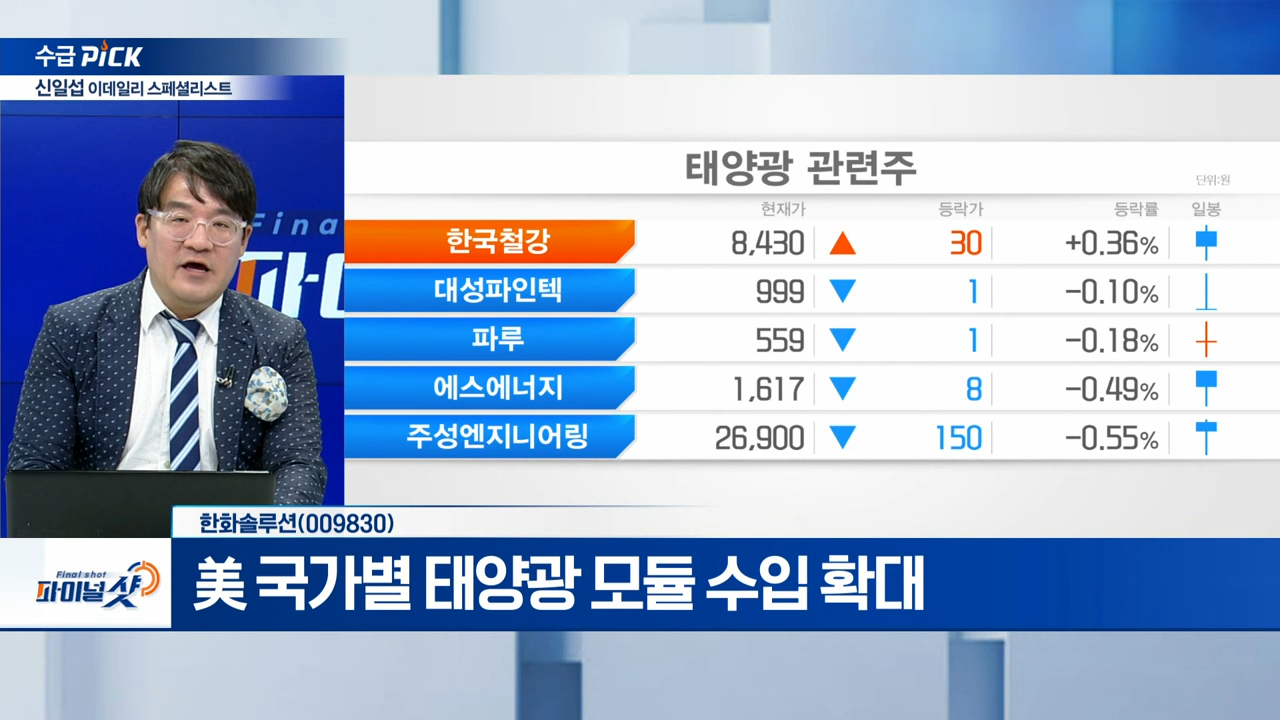 수급 PICK
신일섭 이데일리 스페셜리스트
Fina
파이
태양광 관련주
단위:원
현재가 등락가 등락률 일봉
한국철강 8,430 ▲ 30 +0.36%
대성파인텍 999 ▼ 1 -0.10%
파루 559 ▼ 1 -0.18%
에스에너지 1,617 ▼ 8 -0.49%
주성엔지니어링 26,900 ▼ 150 -0.55%
한화솔루션(009830)
Final shot
파이널샷
美 국가별 태양광 모듈 수입 확대